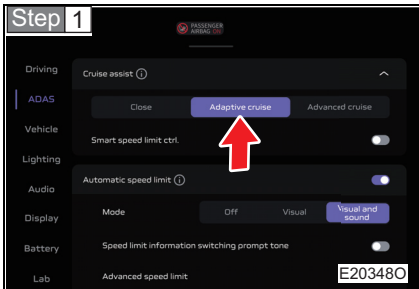 Step 1
PASSENGER
AIRBAG ON
Driving
Cruise assist
ADAS
Close Adaptive cruise Advanced cruise
Vehicle
Smart speed limit ctrl.
Lighting
Automatic speed limit
Audio
Mode Off Visual Visual and
sound
Display
Battery Speed limit information switching prompt tone
Lab Advanced speed limit
E20348O